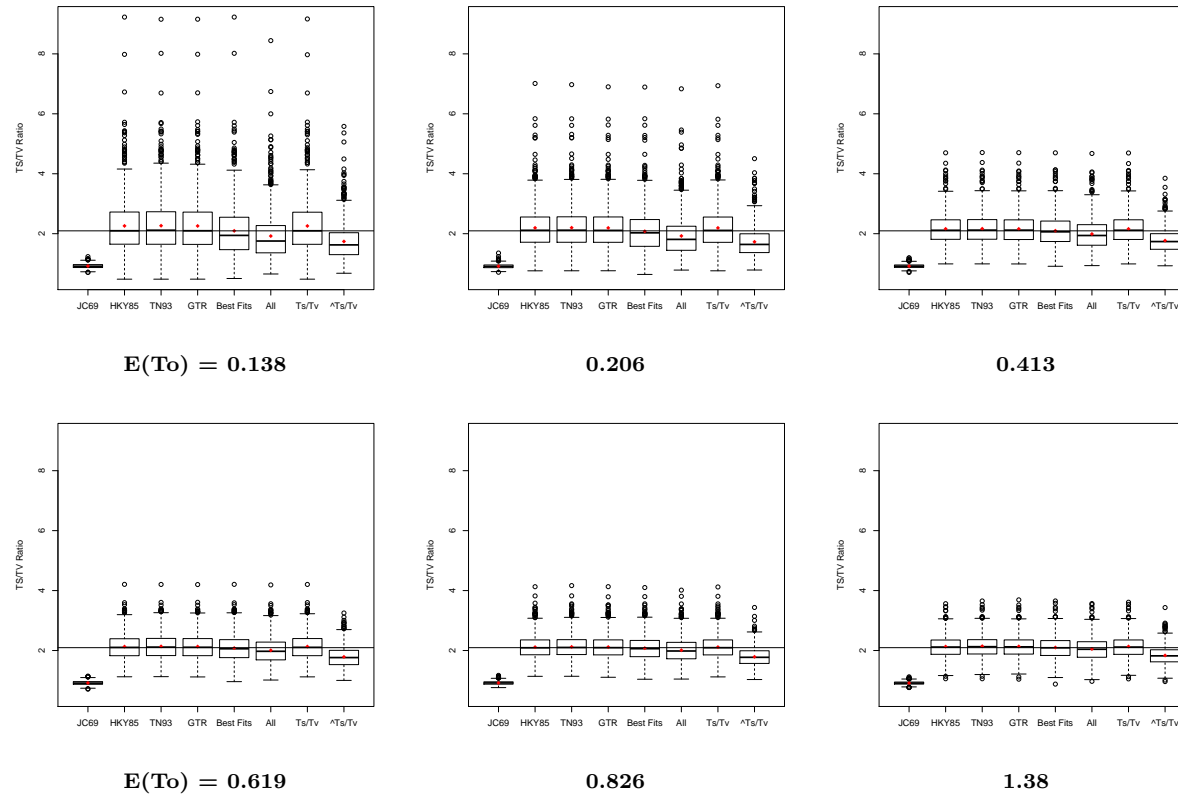 TS/TV Ratio
8
6
4
2
JC69 HKY85 TN93 GTR Best Fits All Ts/Tv ^Ts/Tv
E(To) = 0.138
TS/TV Ratio
8
6
4
2
JC69 HKY85 TN93 GTR Best Fits All Ts/Tv ^Ts/Tv
0.206
TS/TV Ratio
8
6
4
2
JC69 HKY85 TN93 GTR Best Fits All Ts/Tv ^Ts/Tv
0.413
TS/TV Ratio
8
6
4
2
JC69 HKY85 TN93 GTR Best Fits All Ts/Tv ^Ts/Tv
E(To) = 0.619
TS/TV Ratio
8
6
4
2
JC69 HKY85 TN93 GTR Best Fits All Ts/Tv ^Ts/Tv
0.826
TS/TV Ratio
8
6
4
2
JC69 HKY85 TN93 GTR Best Fits All Ts/Tv ^Ts/Tv
1.38